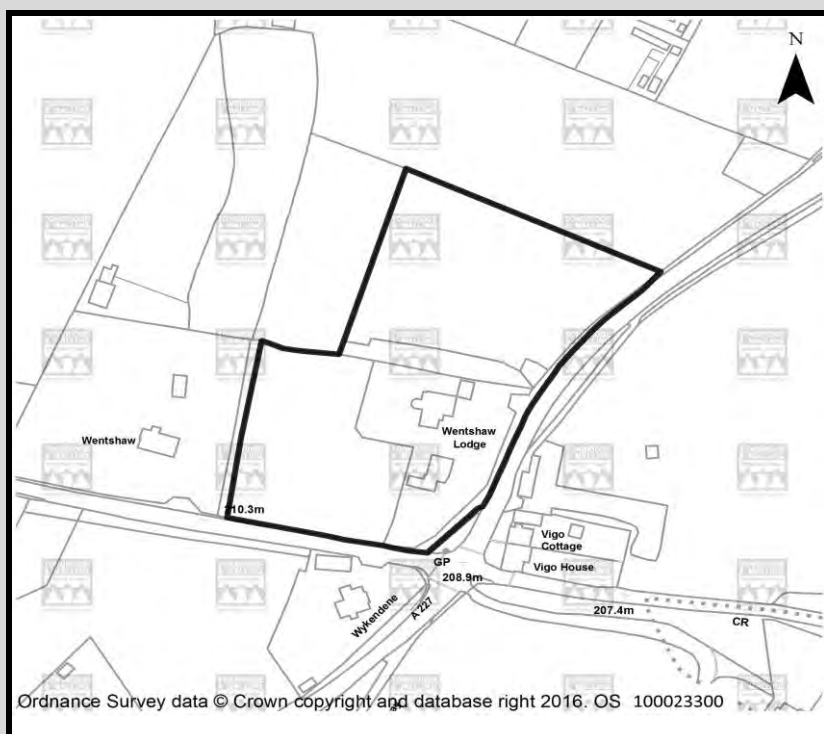 N
Wentshaw
Wentshaw
Lodge
210.3m
Vigo
Cottage
GP
Vigo House
208.9m
Wykendene
A 227
207.4m
CR
Ordnance Survey data © Crown copyright and database right 2016. OS 100023300